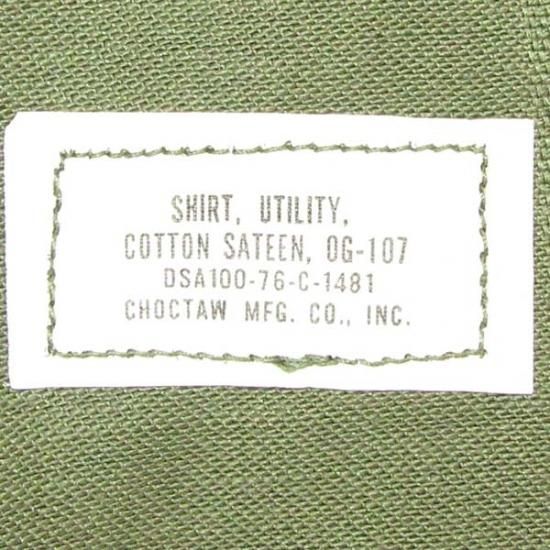 SHIRT, UTILITY,
COTTON SATEEN, OG-107
DSA100-76-C-1481
CHOCTAW MFG. CO., INC.